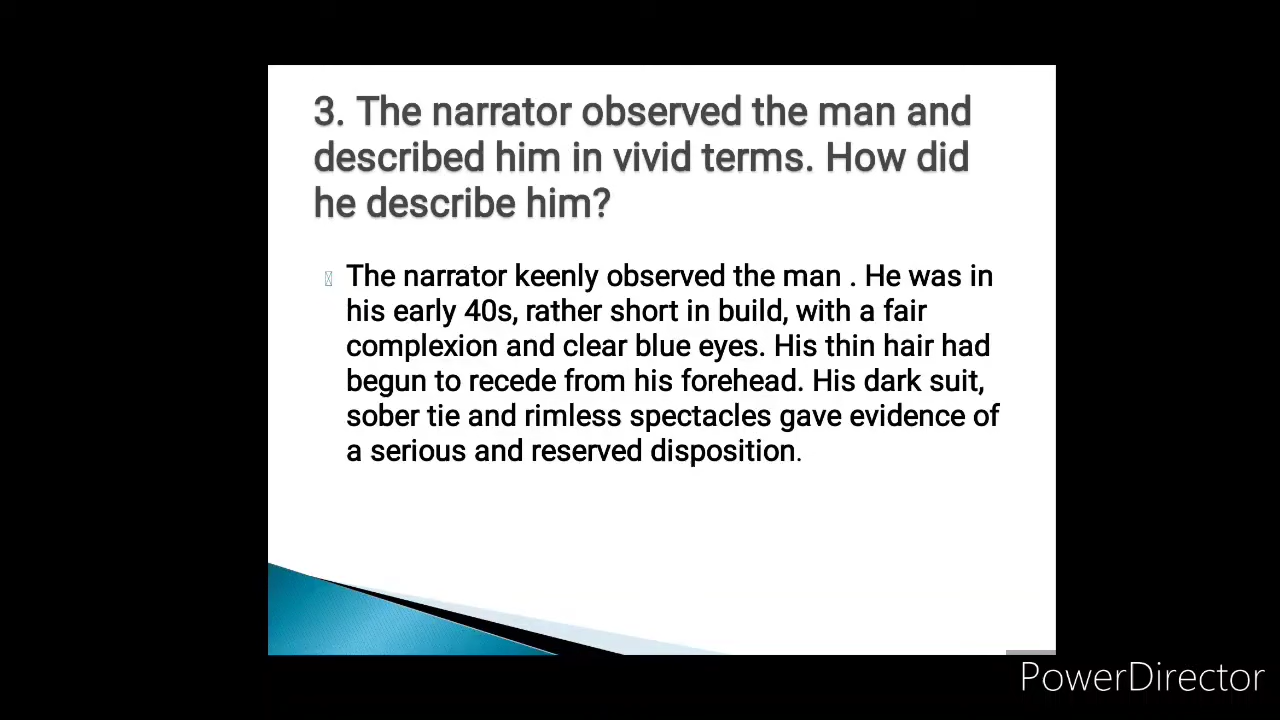 3. The narrator observed the man and
described him in vivid terms. How did
he describe him?
The narrator keenly observed the man . He was in
his early 40s, rather short in build, with a fair
complexion and clear blue eyes. His thin hair had
begun to recede from his forehead. His dark suit,
sober tie and rimless spectacles gave evidence of
a serious and reserved disposition.
PowerDirector